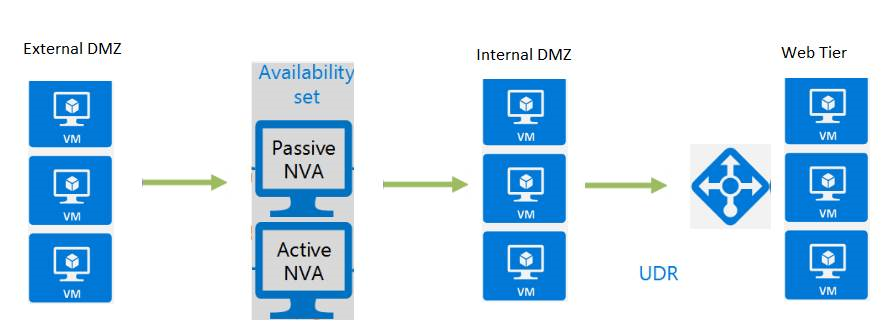 External DMZ
VM
VM
VM
Availability
set
Passive
NVA
Active
NVA
Internal DMZ
VM
VM
VM
UDR
Web Tier
VM
VM
VM